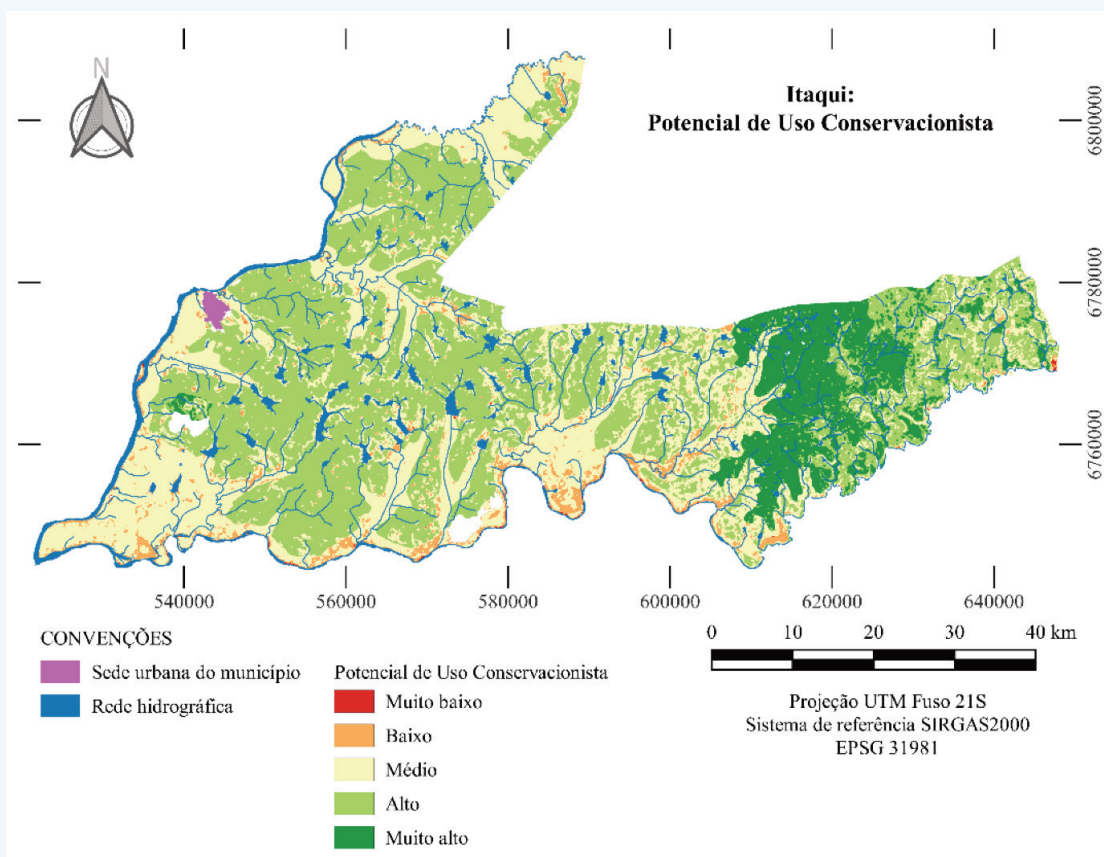 N
Itaqui:
Potencial de Uso Conservacionista
6800000
6780000
6760000
540000
560000
580000
600000
620000
640000
CONVENÇÕES
Sede urbana do município
Rede hidrográfica
Potencial de Uso Conservacionista
Muito baixo
Baixo
Médio
Alto
Muito alto
0 10 20 30 40 km
Projeção UTM Fuso 21S
Sistema de referência SIRGAS2000
EPSG 31981